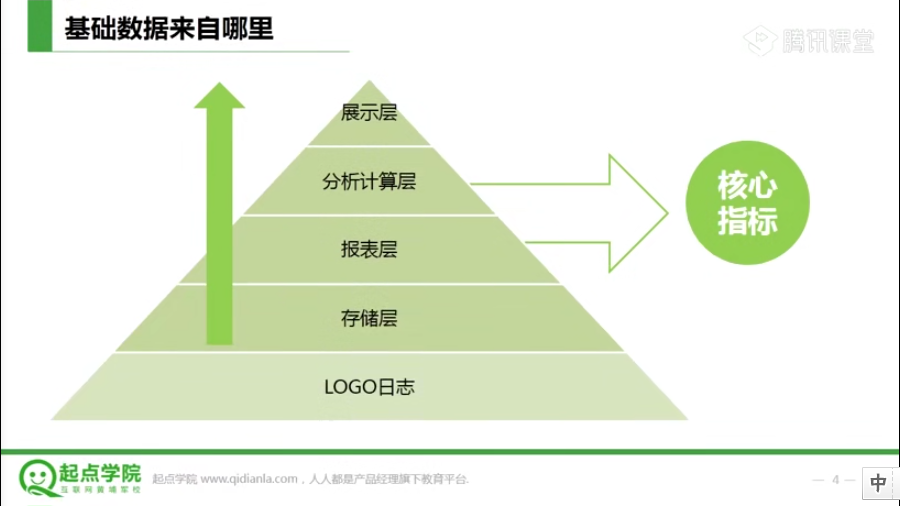 基础数据来自哪里
腾讯课堂
展示层
分析计算层
报表层
存储层
LOGO日志
核心
指标
起点学院
互联网黄埔军校
起点学院 www.qidianla.com，人人都是产品经理旗下教育平台.
— 4 —
中